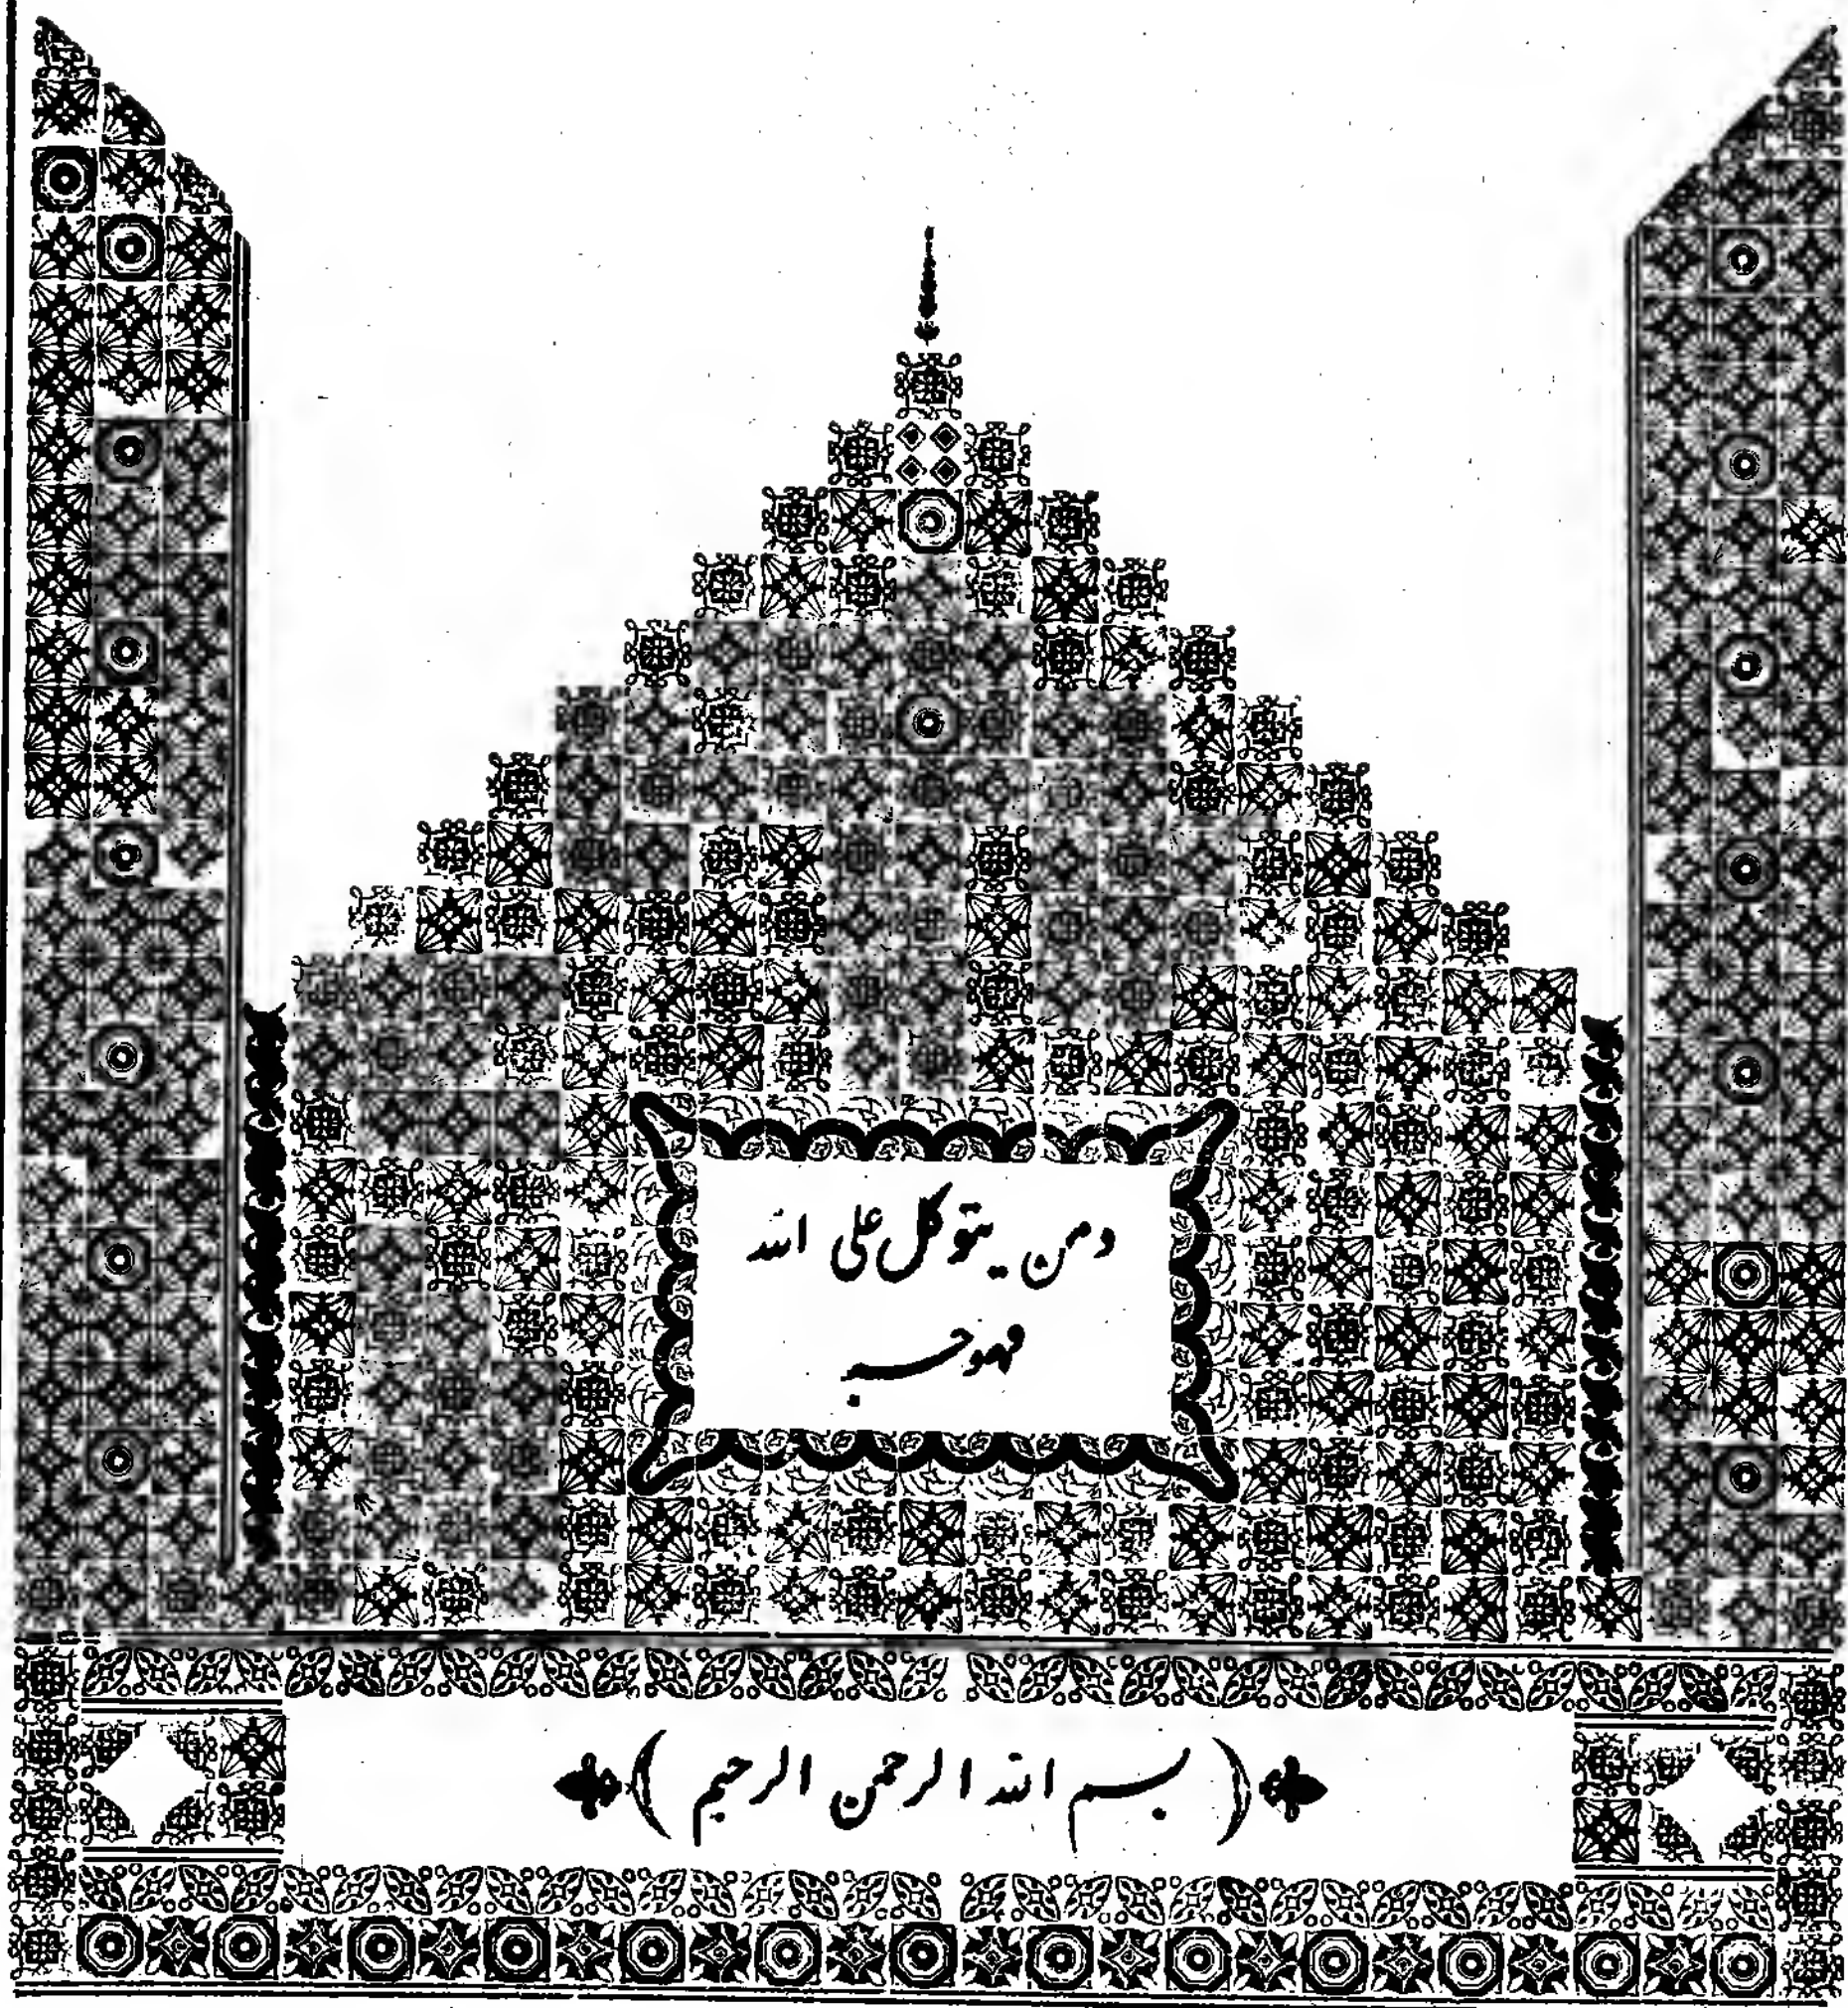 ومن يتوكل على الله
فهو حسبه
( بسم الله الرحمن الرحيم )